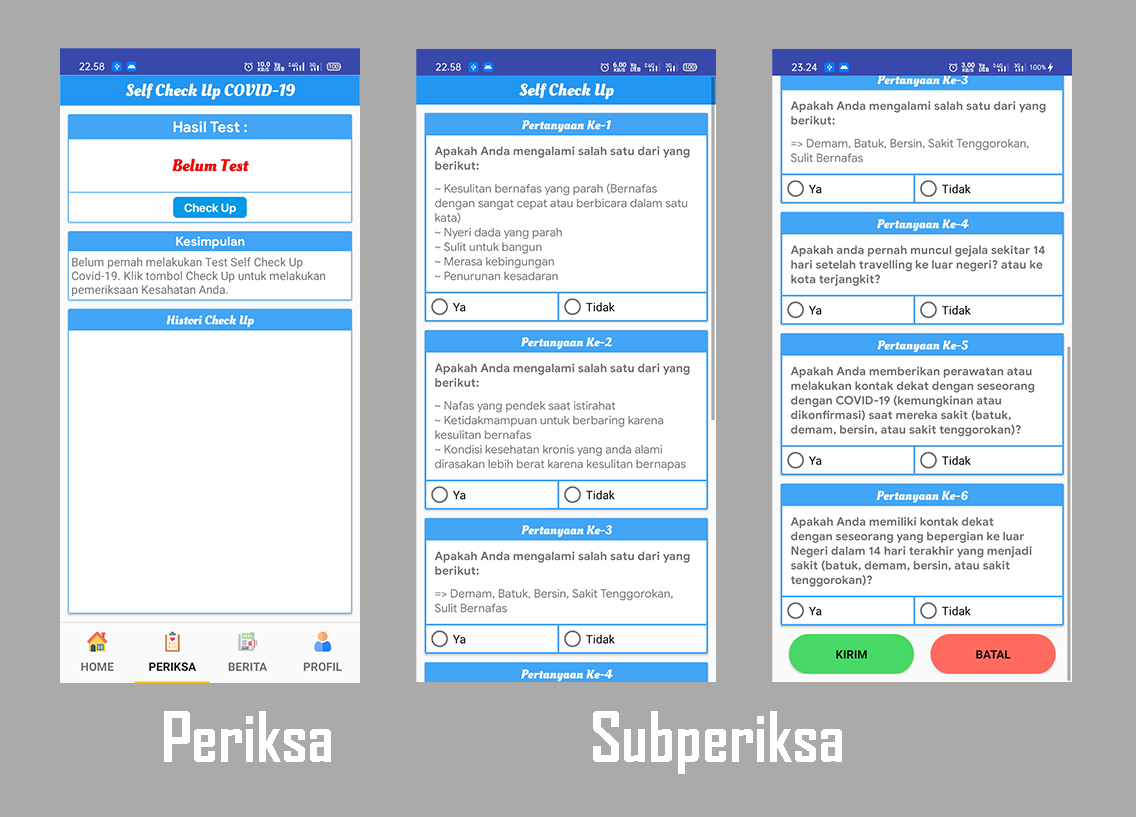 22.58
Self Check Up COVID-19
Hasil Test :
Belum Test
Check Up
Kesimpulan
Belum pernah melakukan Test Self Check Up
Covid-19. Klik tombol Check Up untuk melakukan
pemeriksaan Kesahatan Anda.
Histori Check Up
HOME
PERIKSA
BERITA
PROFIL
22.58
Self Check Up
Pertanyaan Ke-1
Apakah Anda mengalami salah satu dari yang
berikut:
~ Kesulitan bernafas yang parah (Bernafas
dengan sangat cepat atau berbicara dalam satu
kata)
~ Nyeri dada yang parah
~ Sulit untuk bangun
~ Merasa kebingungan
~ Penurunan kesadaran
Ya
Tidak
Pertanyaan Ke-2
Apakah Anda mengalami salah satu dari yang
berikut:
~ Nafas yang pendek saat istirahat
~ Ketidakmampuan untuk berbaring karena
kesulitan bernafas
~ Kondisi kesehatan kronis yang anda alami
dirasakan lebih berat karena kesulitan bernapas
Ya
Tidak
Pertanyaan Ke-3
Apakah Anda mengalami salah satu dari yang
berikut:
=> Demam, Batuk, Bersin, Sakit Tenggorokan,
Sulit Bernafas
Ya
Tidak
Pertanyaan Ke-4
23.24
100%
Pertanyaan Ke-3
Apakah Anda mengalami salah satu dari yang
berikut:
=> Demam, Batuk, Bersin, Sakit Tenggorokan,
Sulit Bernafas
Ya
Tidak
Pertanyaan Ke-4
Apakah anda pernah muncul gejala sekitar 14
hari setelah travelling ke luar negeri? atau ke
kota terjangkit?
Ya
Tidak
Pertanyaan Ke-5
Apakah Anda memberikan perawatan atau
melakukan kontak dekat dengan seseorang
dengan COVID-19 (kemungkinan atau
dikonfirmasi) saat mereka sakit (batuk,
demam, bersin, atau sakit tenggorokan)?
Ya
Tidak
Pertanyaan Ke-6
Apakah Anda memiliki kontak dekat
dengan seseorang yang bepergian ke luar
Negeri dalam 14 hari terakhir yang menjadi
sakit (batuk, demam, bersin, atau sakit
tenggorokan)?
Ya
Tidak
KIRIM
BATAL
Periksa
Subperiksa